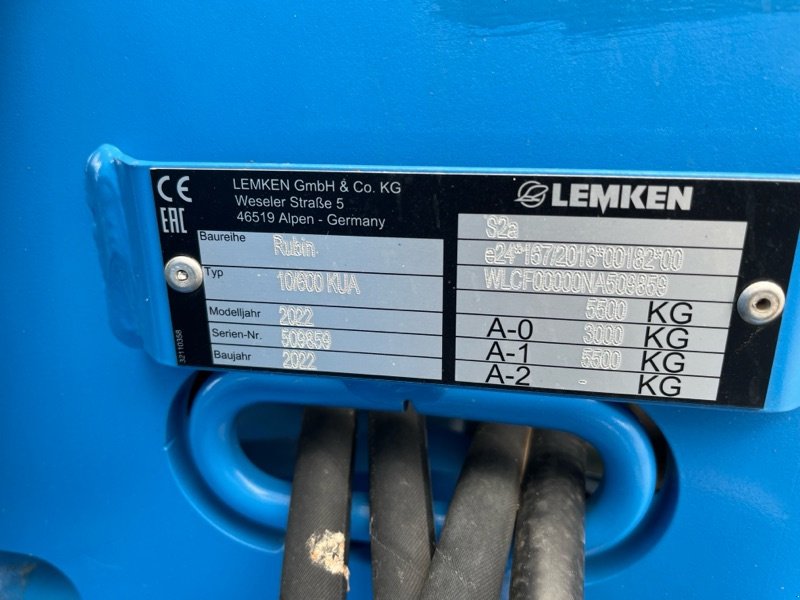 CE
EAC
LEMKEN GmbH & Co. KG
Weseler Straße 5
46519 Alpen - Germany
Baureihe Rubin
Typ 10/600 KUA
Modelljahr 2022
Serien-Nr. 509659
Baujahr 2022
32110358
LEMKEN
S2a
e24*167/2013*00182*00
WLCF00000NA509659
5500 KG
A-0 3000 KG
A-1 5500 KG
A-2 - KG